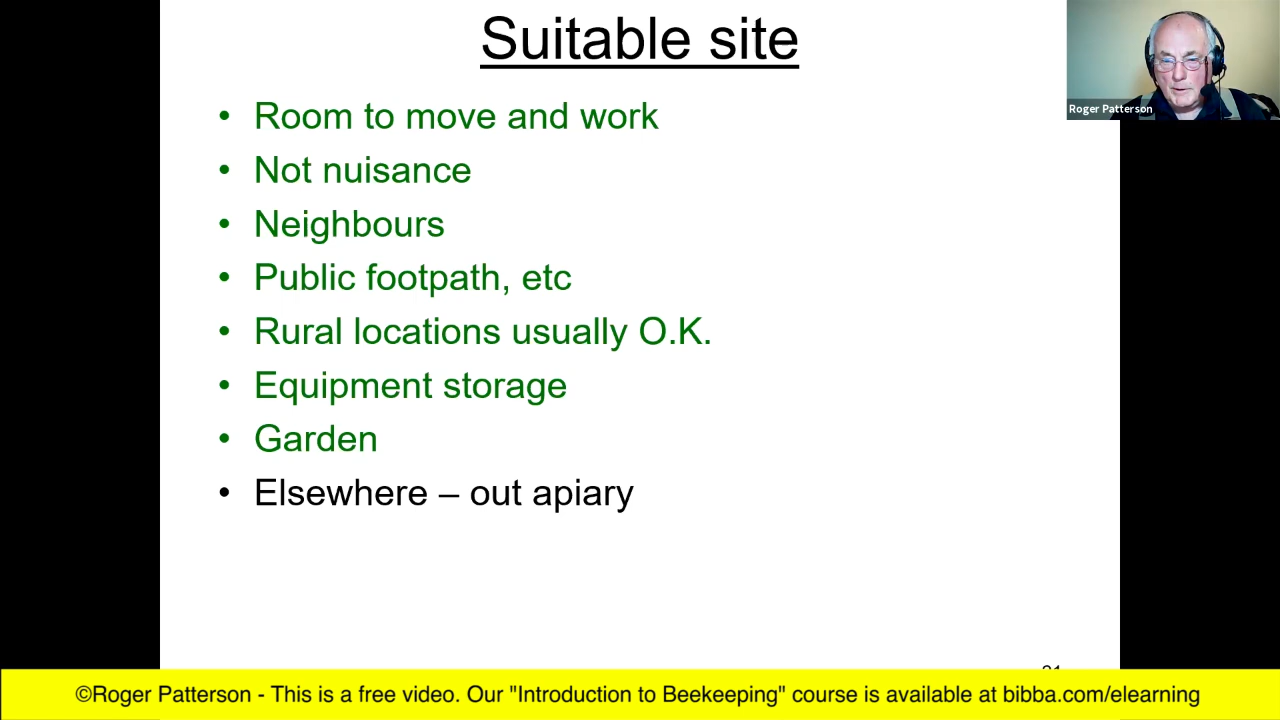 Suitable site
Roger Patterson
• Room to move and work
• Not nuisance
• Neighbours
• Public footpath, etc
• Rural locations usually O.K.
• Equipment storage
• Garden
• Elsewhere – out apiary
©Roger Patterson - This is a free video. Our "Introduction to Beekeeping" course is available at bibba.com/elearning